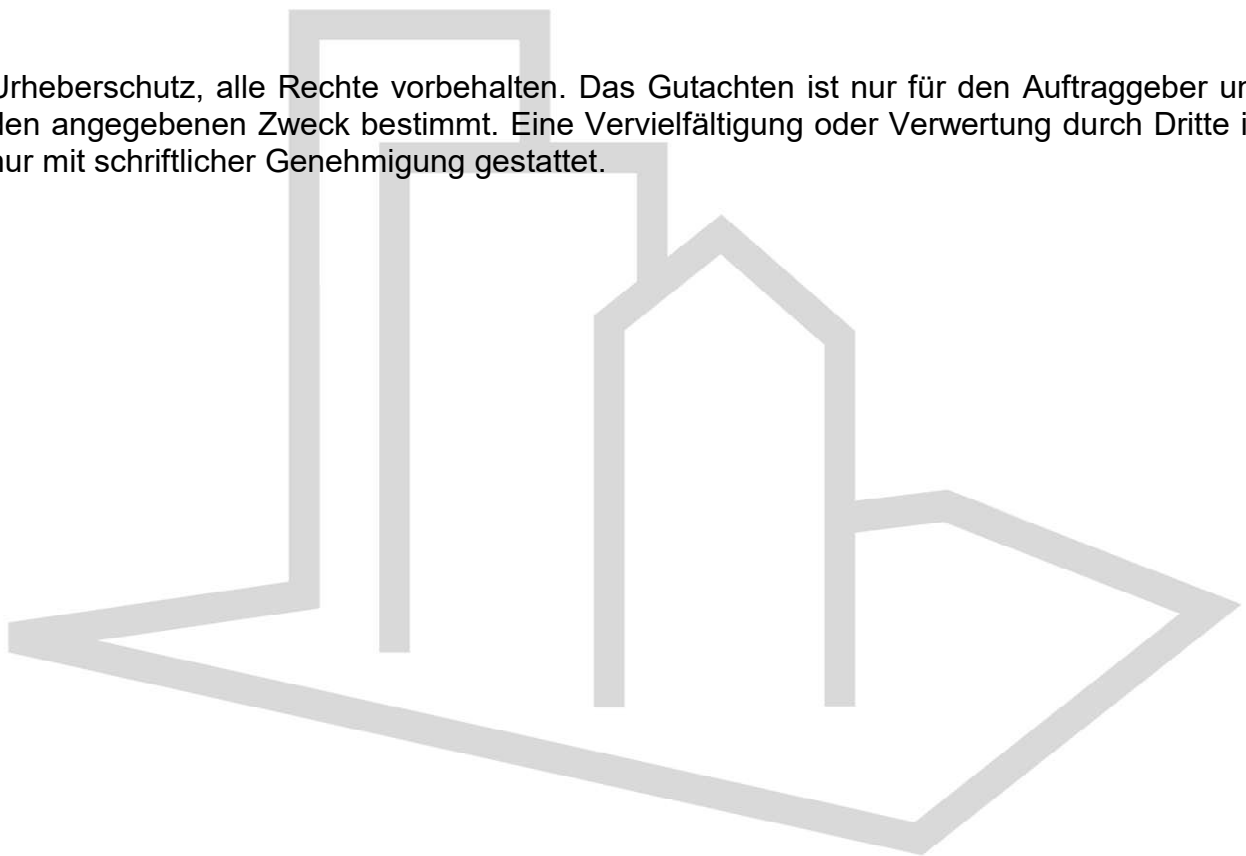 Urheberschutz, alle Rechte vorbehalten. Das Gutachten ist nur für den Auftraggeber
den angegebenen Zweck bestimmt. Eine Vervielfältigung oder Verwertung durch Dritte
nur mit schriftlicher Genehmigung gestattet.